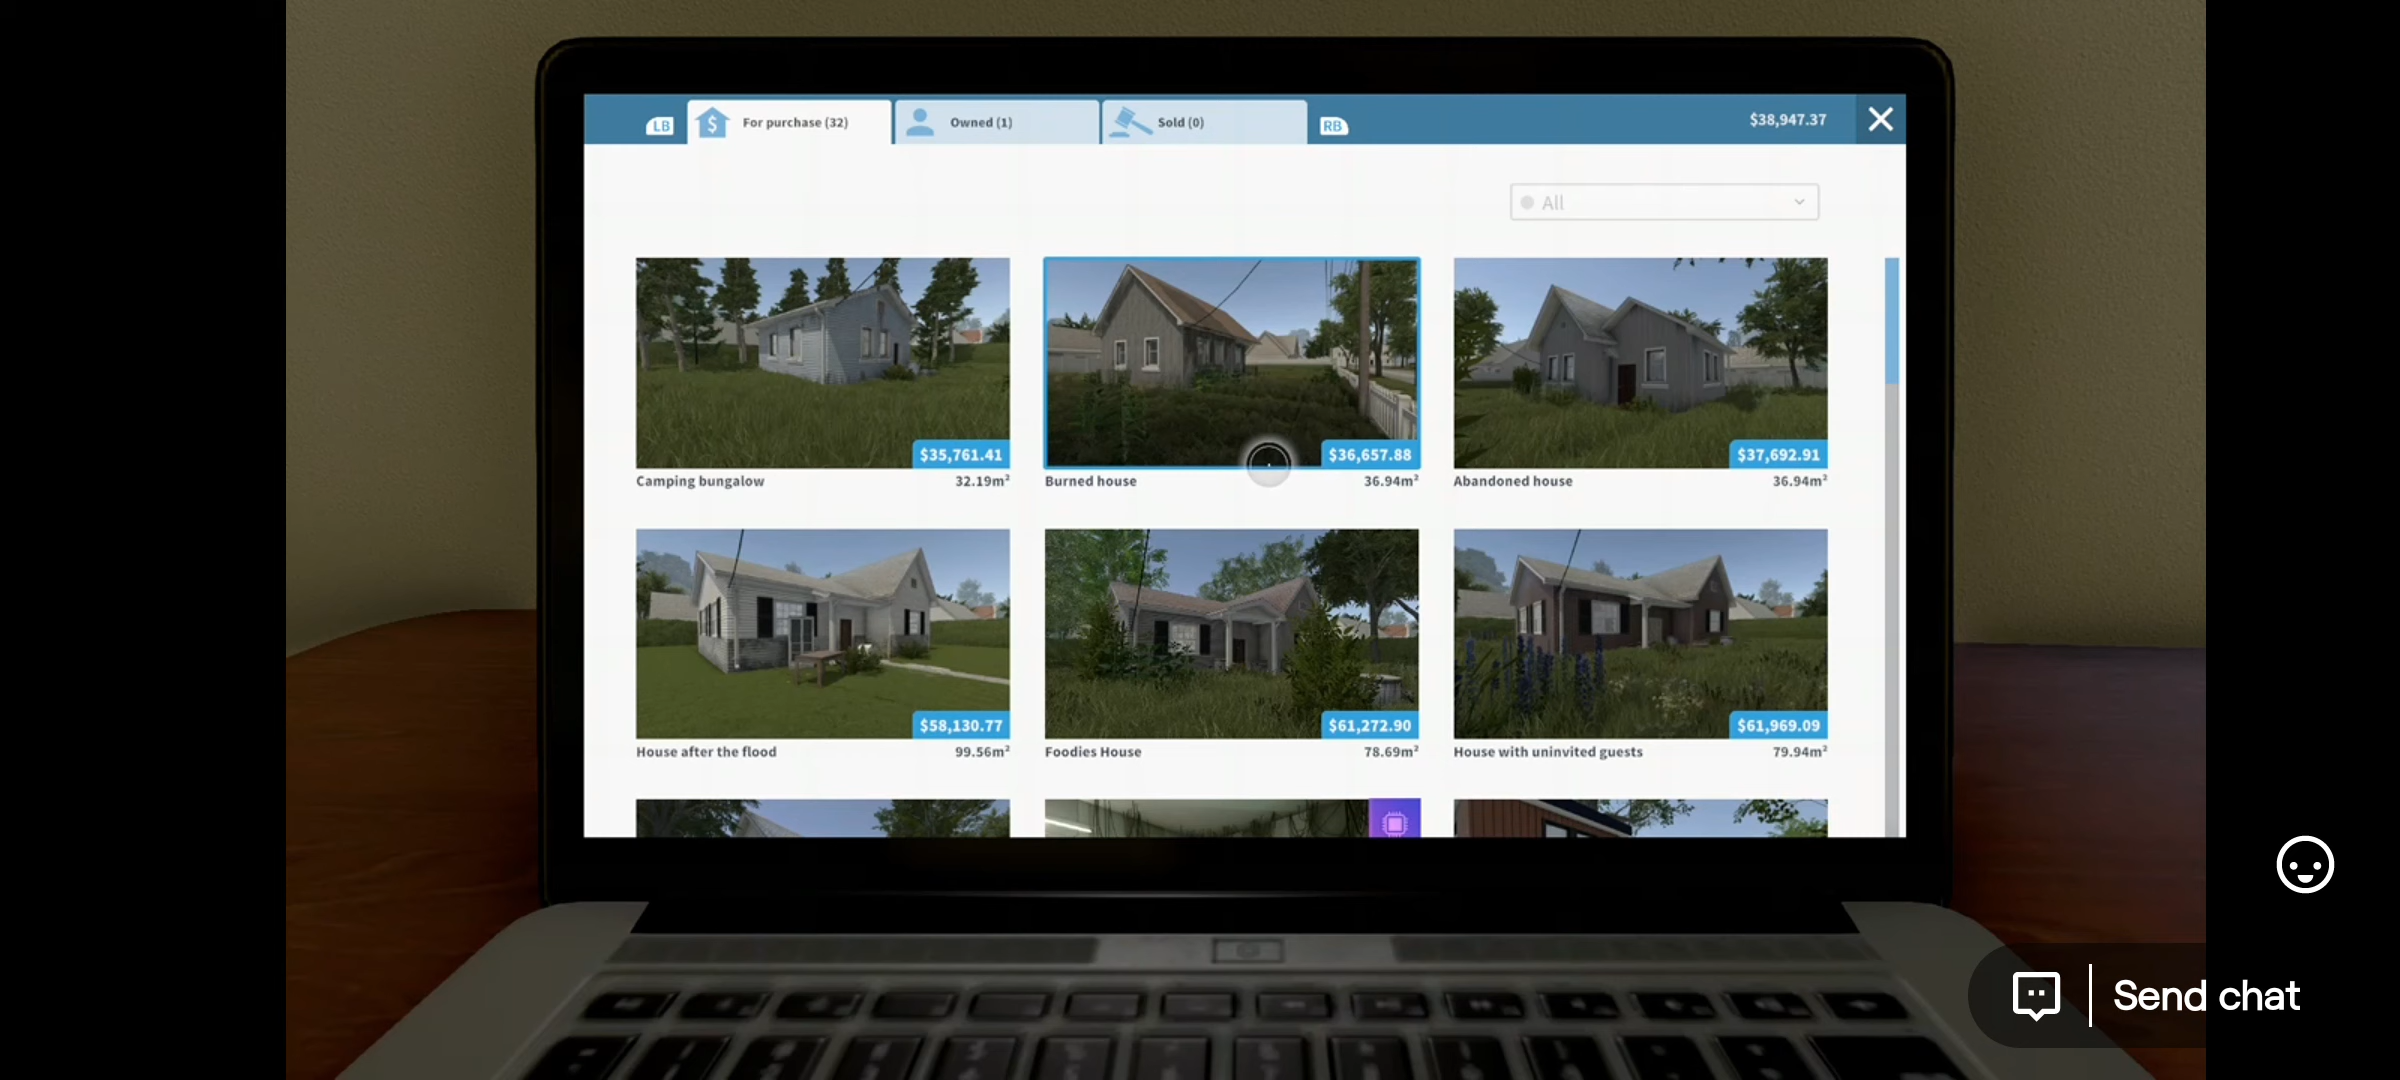 LB
For purchase (32)
Owned (1)
Sold (0)
RB
$38,947.37
All
$35,761.41
Camping bungalow
32.19m²
$36,657.88
Burned house
36.94m²
$37,692.91
Abandoned house
36.94m²
$58,130.77
House after the flood
99.56m²
$61,272.90
Foodies House
78.69m²
$61,969.09
House with uninvited guests
79.94m²
Send chat